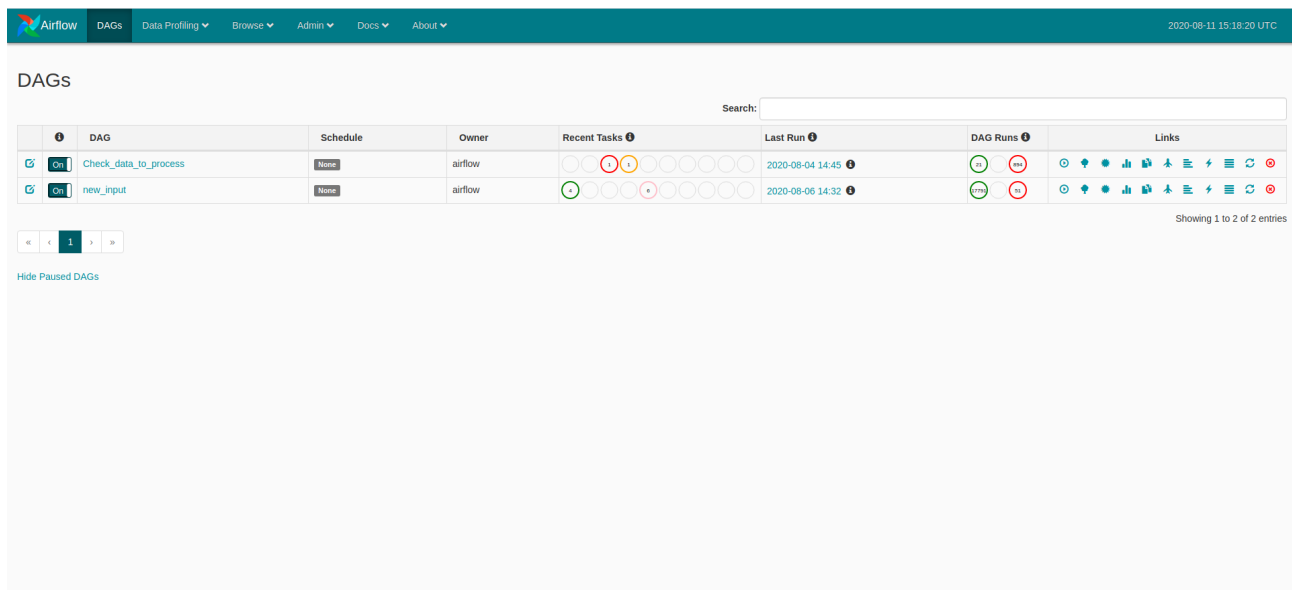 Airflow DAGs Data Profiling Browse Admin Docs About 2020-08-11 15:18:20 UTC
DAGs
Search:
DAG Schedule Owner Recent Tasks DAG Runs Last Run Links
On Check_data_to_process None airflow 1 1 2020-08-04 14:45 21 894
On new_input None airflow 4 6 2020-08-06 14:32 17792 51
Showing 1 to 2 of 2 entries
« ‹ 1 › »
Hide Paused DAGs